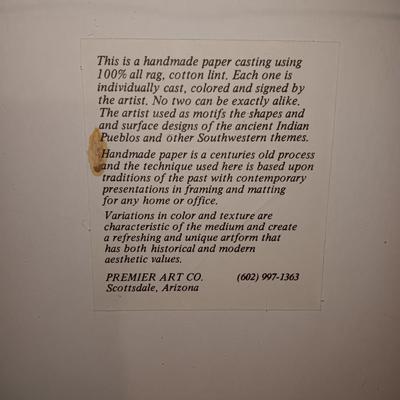 This is a handmade paper casting using
100% all rag, cotton lint. Each one is
individually cast, colored and signed by
the artist. No two can be exactly alike.
The artist used as motifs the shapes and
and surface designs of the ancient Indian
Pueblos and other Southwestern themes.
Handmade paper is a centuries old process
and the technique used here is based upon
traditions of the past with contemporary
presentations in framing and matting
for any home or office.
Variations in color and texture are
characteristic of the medium and create
a refreshing and unique artform that
has both historical and modern
aesthetic values.
PREMIER ART CO. (602) 997-1363
Scottsdale, Arizona